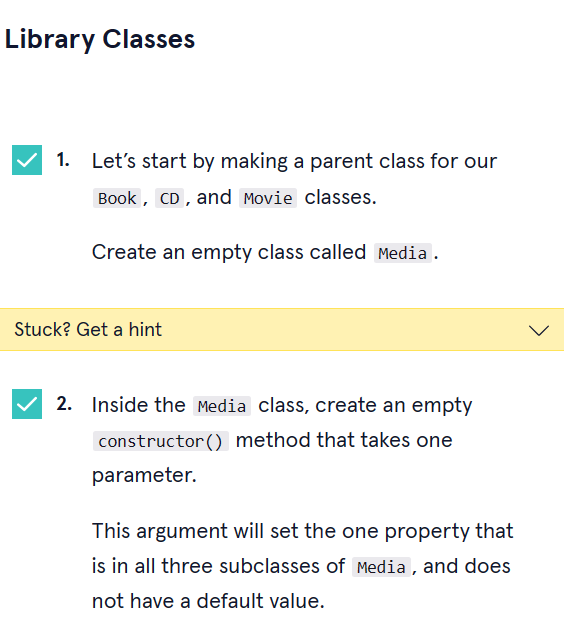 Library Classes
1. Let’s start by making a parent class for our
Book, CD, and Movie classes.
Create an empty class called Media.
Stuck? Get a hint
2. Inside the Media class, create an empty
constructor() method that takes one
parameter.
This argument will set the one property that
is in all three subclasses of Media, and does
not have a default value.